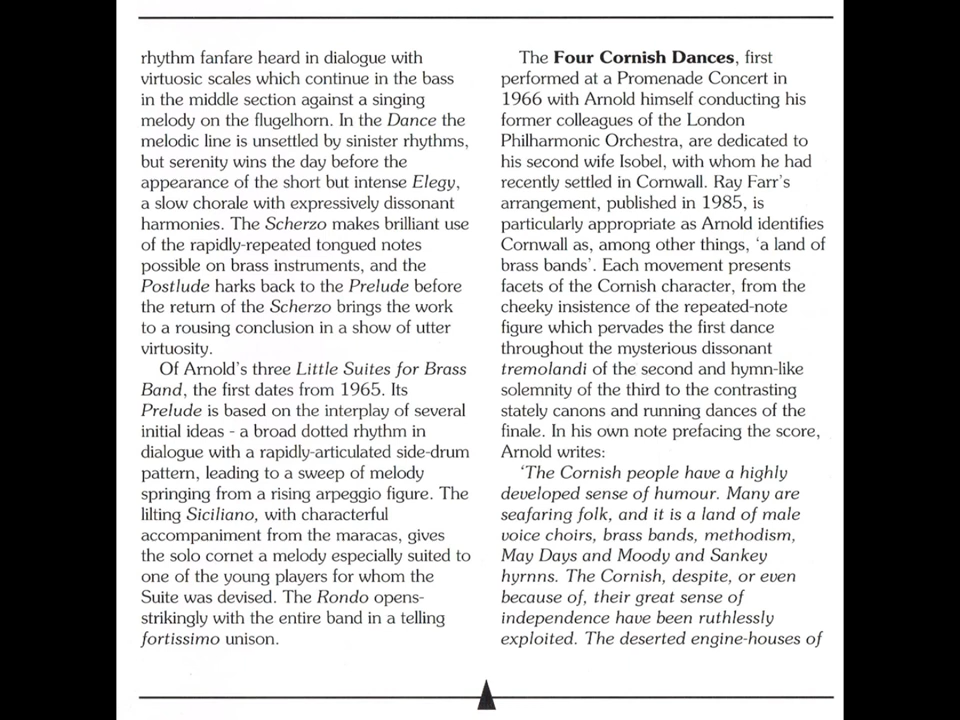 rhythm fanfare heard in dialogue with
virtuosic scales which continue in the bass
in the middle section against a singing
melody on the flugelhorn. In the Dance the
melodic line is unsettled by sinister rhythms,
but serenity wins the day before the
appearance of the short but intense Elegy,
a slow chorale with expressively dissonant
harmonies. The Scherzo makes brilliant use
of the rapidly-repeated tongued notes
possible on brass instruments, and the
Postlude harks back to the Prelude before
the return of the Scherzo brings the work
to a rousing conclusion in a show of utter
virtuosity.
Of Arnold's three Little Suites for Brass
Band, the first dates from 1965. Its
Prelude is based on the interplay of several
initial ideas - a broad dotted rhythm in
dialogue with a rapidly-articulated side-drum
pattern, leading to a sweep of melody
springing from a rising arpeggio figure. The
lilting Siciliano, with characterful
accompaniment from the maracas, gives
the solo cornet a melody especially suited to
one of the young players for whom the
Suite was devised. The Rondo opens-
strikingly with the entire band in a telling
fortissimo unison.
The Four Cornish Dances, first
performed at a Promenade Concert in
1966 with Arnold himself conducting his
former colleagues of the London
Philharmonic Orchestra, are dedicated to
his second wife Isobel, with whom he had
recently settled in Cornwall. Ray Farr's
arrangement, published in 1985, is
particularly appropriate as Arnold identifies
Cornwall as, among other things, 'a land of
brass bands'. Each movement presents
facets of the Cornish character, from the
cheeky insistence of the repeated-note
figure which pervades the first dance
throughout the mysterious dissonant
tremolandi of the second and hymn-like
solemnity of the third to the contrasting
stately canons and running dances of the
finale. In his own note prefacing the score,
Arnold writes:
'The Cornish people have a highly
developed sense of humour. Many are
seafaring folk, and it is a land of male
voice choirs, brass bands, methodism,
May Days and Moody and Sankey
hyrnns. The Cornish, despite, or even
because of, their great sense of
independence have been ruthlessly
exploited. The deserted engine-houses of